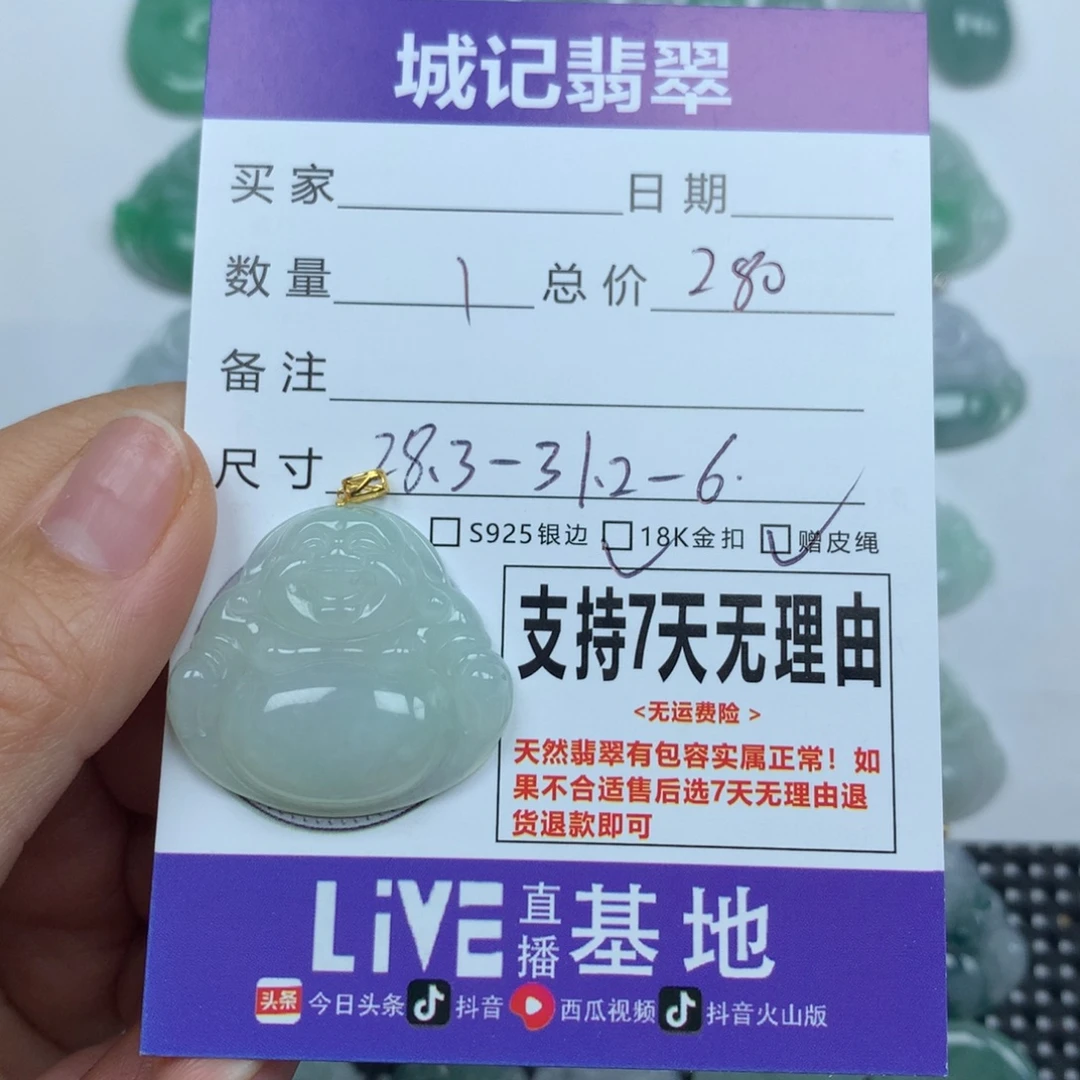 城记翡翠
买家 日期
数量 1 总价 280
备注
尺寸 28.3-31.2-6.
S925银边 18K金扣 赠皮绳
支持7天无理由
<无运费险>
天然翡翠有包容实属正常!如
果不合适售后选7天无理由退
货退款即可
LiVE直播基地
头条 今日头条 抖音 西瓜视频 抖音火山版